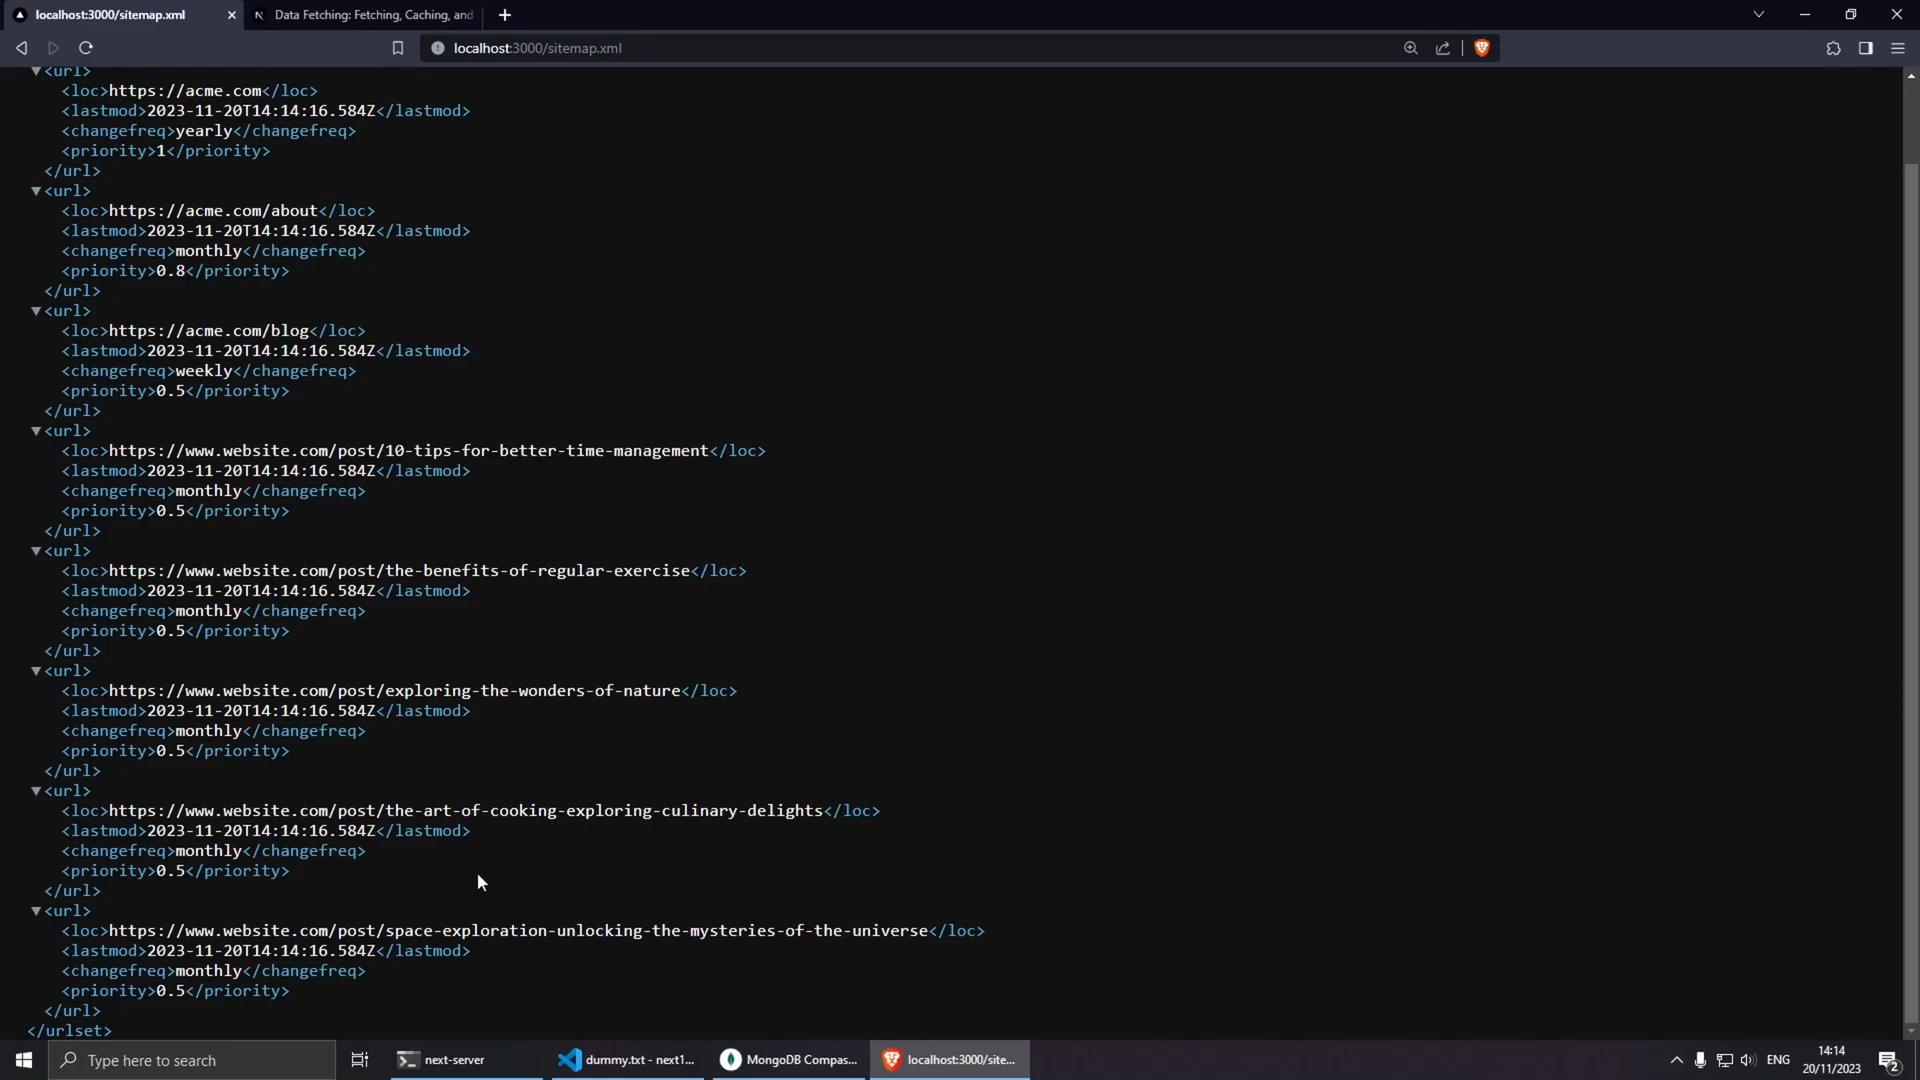 localhost:3000/sitemap.xml
Data Fetching: Fetching, Caching, and
localhost:3000/sitemap.xml
▼<url>
<loc>https://acme.com</loc>
<lastmod>2023-11-20T14:14:16.584Z</lastmod>
<changefreq>yearly</changefreq>
<priority>1</priority>
</url>
▼<url>
<loc>https://acme.com/about</loc>
<lastmod>2023-11-20T14:14:16.584Z</lastmod>
<changefreq>monthly</changefreq>
<priority>0.8</priority>
</url>
▼<url>
<loc>https://acme.com/blog</loc>
<lastmod>2023-11-20T14:14:16.584Z</lastmod>
<changefreq>weekly</changefreq>
<priority>0.5</priority>
</url>
▼<url>
<loc>https://www.website.com/post/10-tips-for-better-time-management</loc>
<lastmod>2023-11-20T14:14:16.584Z</lastmod>
<changefreq>monthly</changefreq>
<priority>0.5</priority>
</url>
▼<url>
<loc>https://www.website.com/post/the-benefits-of-regular-exercise</loc>
<lastmod>2023-11-20T14:14:16.584Z</lastmod>
<changefreq>monthly</changefreq>
<priority>0.5</priority>
</url>
▼<url>
<loc>https://www.website.com/post/exploring-the-wonders-of-nature</loc>
<lastmod>2023-11-20T14:14:16.584Z</lastmod>
<changefreq>monthly</changefreq>
<priority>0.5</priority>
</url>
▼<url>
<loc>https://www.website.com/post/the-art-of-cooking-exploring-culinary-delights</loc>
<lastmod>2023-11-20T14:14:16.584Z</lastmod>
<changefreq>monthly</changefreq>
<priority>0.5</priority>
</url>
▼<url>
<loc>https://www.website.com/post/space-exploration-unlocking-the-mysteries-of-the-universe</loc>
<lastmod>2023-11-20T14:14:16.584Z</lastmod>
<changefreq>monthly</changefreq>
<priority>0.5</priority>
</url>
</urlset>
Type here to search
next-server
dummy.txt - next1...
MongoDB Compas...
localhost:3000/site...
ENG
14:14
20/11/2023
2